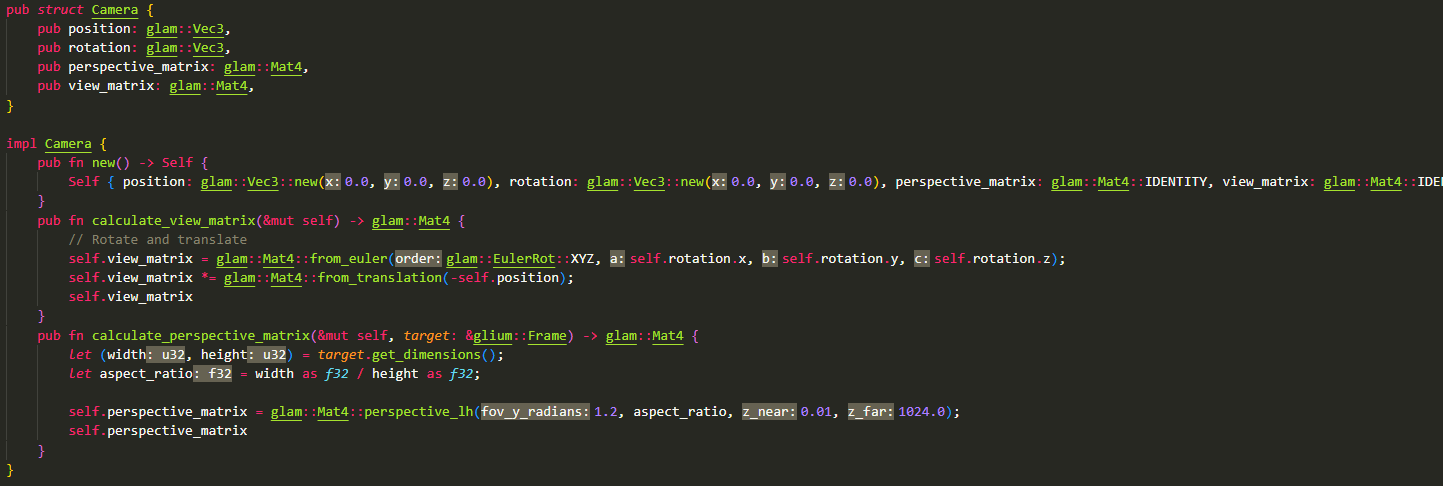 pub struct Camera {
    pub position: glam::Vec3,
    pub rotation: glam::Vec3,
    pub perspective_matrix: glam::Mat4,
    pub view_matrix: glam::Mat4,
}

impl Camera {
    pub fn new() -> Self {
        Self { position: glam::Vec3::new(x: 0.0, y: 0.0, z: 0.0), rotation: glam::Vec3::new(x: 0.0, y: 0.0, z: 0.0), perspective_matrix: glam::Mat4::IDENTITY, view_matrix: glam::Mat4::IDE
    }
    pub fn calculate_view_matrix(&mut self) -> glam::Mat4 {
        // Rotate and translate
        self.view_matrix = glam::Mat4::from_euler(order: glam::EulerRot::XYZ, a: self.rotation.x, b: self.rotation.y, c: self.rotation.z);
        self.view_matrix *= glam::Mat4::from_translation(-self.position);
        self.view_matrix
    }
    pub fn calculate_perspective_matrix(&mut self, target: &glium::Frame) -> glam::Mat4 {
        let (width: u32, height: u32) = target.get_dimensions();
        let aspect_ratio: f32 = width as f32 / height as f32;

        self.perspective_matrix = glam::Mat4::perspective_lh(fov_y_radians: 1.2, aspect_ratio, z_near: 0.01, z_far: 1024.0);
        self.perspective_matrix
    }
}